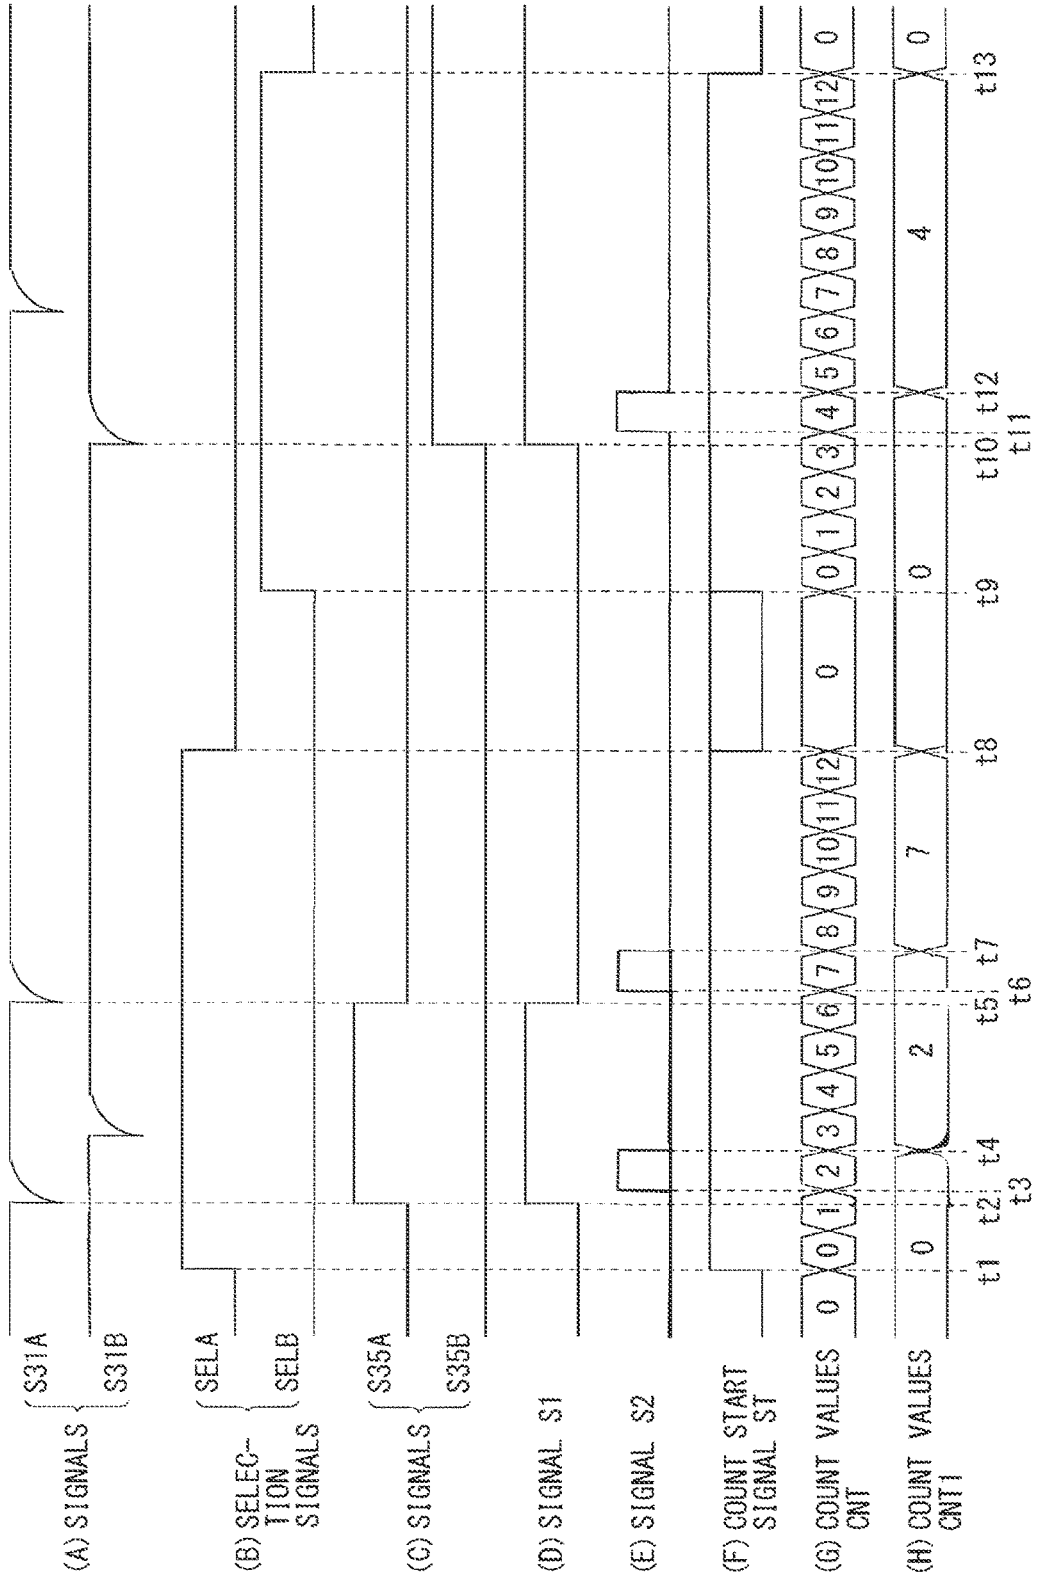 (A) SIGNALS
S31A
S31B
(B) SELEC-
TION
SIGNALS
SELA
SELB
(C) SIGNALS
S35A
S35B
(D) SIGNAL S1
(E) SIGNAL S2
(F) COUNT START
SIGNAL ST
(G) COUNT VALUES
CNT
0 0 1 2 3 4 5 6 7 8 9 10 11 12 0 0 1 2 3 4 5 6 7 8 9 10 11 12 0
(H) COUNT VALUES
CNT1
0 2 7 0 4 0
t1 t2 t4 t5 t7 t8 t9 t10 t12 t13
t3 t6 t11